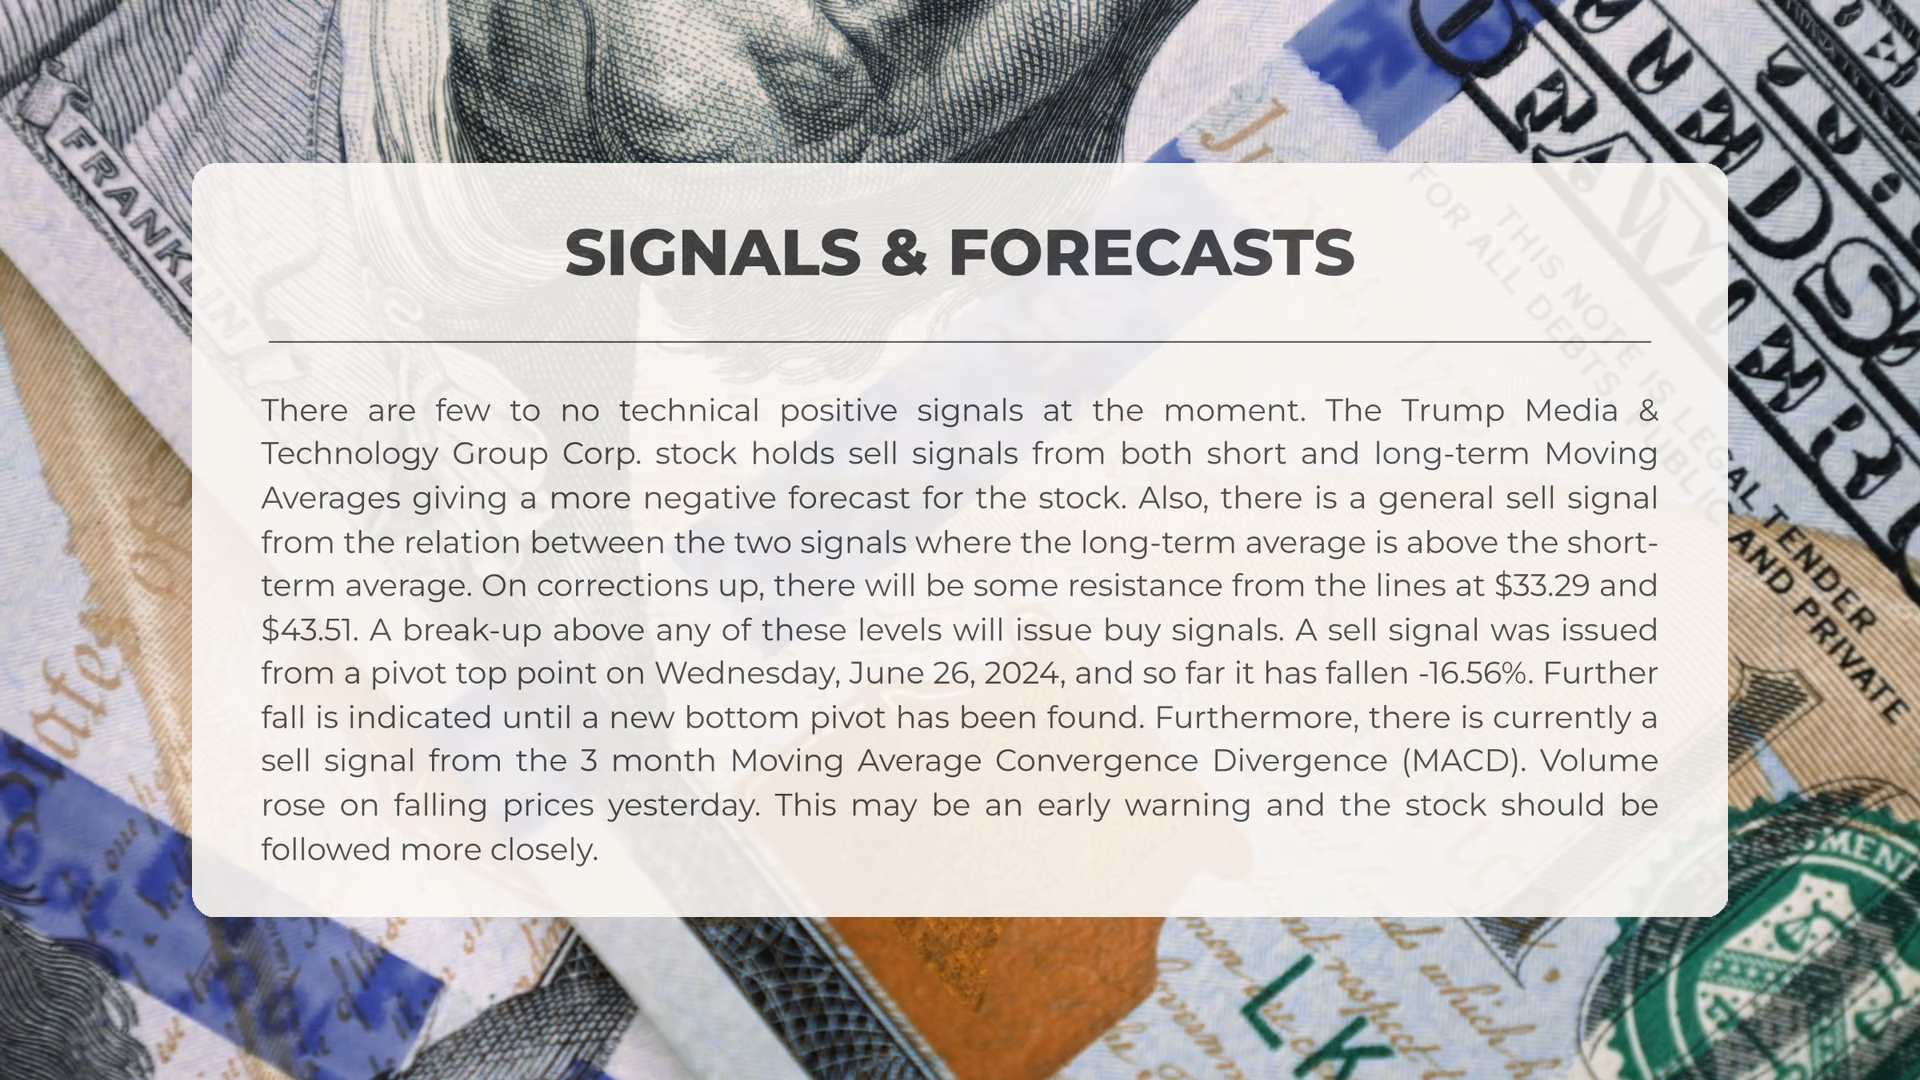 SIGNALS & FORECASTS
There are few to no technical positive signals at the moment. The Trump Media &
Technology Group Corp. stock holds sell signals from both short and long-term Moving
Averages giving a more negative forecast for the stock. Also, there is a general sell signal
from the relation between the two signals where the long-term average is above the short-
term average. On corrections up, there will be some resistance from the lines at $33.29 and
$43.51. A break-up above any of these levels will issue buy signals. A sell signal was issued
from a pivot top point on Wednesday, June 26, 2024, and so far it has fallen -16.56%. Further
fall is indicated until a new bottom pivot has been found. Furthermore, there is currently a
sell signal from the 3 month Moving Average Convergence Divergence (MACD). Volume
rose on falling prices yesterday. This may be an early warning and the stock should be
followed more closely.
FRANKLIN
THIS NOTE IS LEGAL TENDER
FOR ALL DEBTS, PUBLIC AND PRIVATE
LK